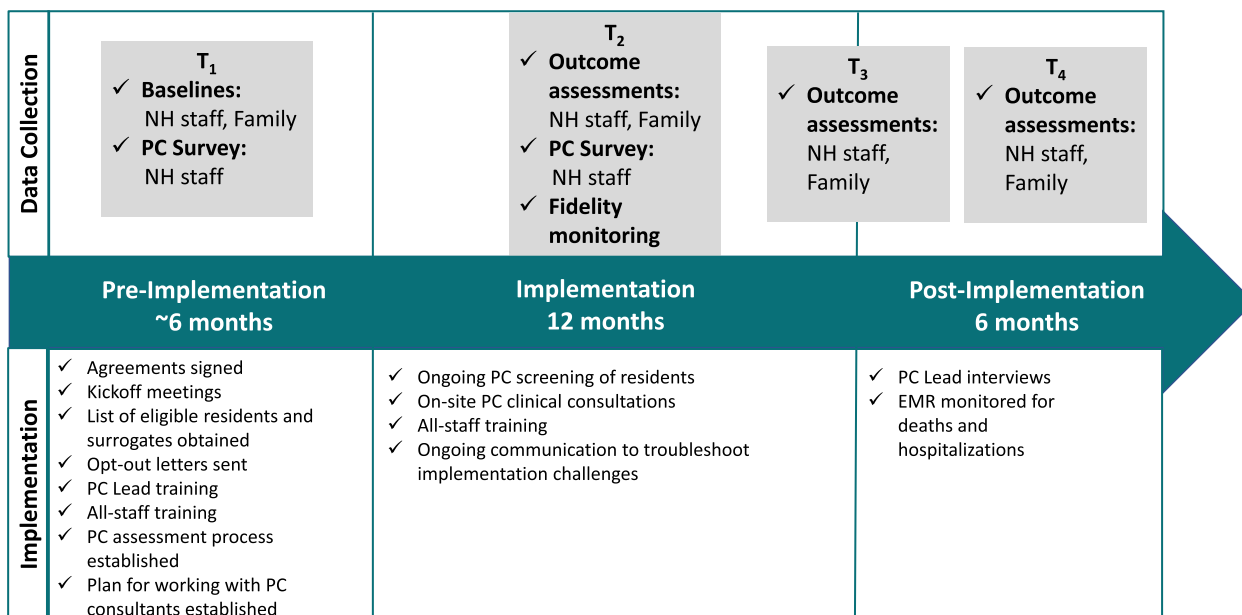 Data Collection
T1
✓ Baselines:
NH staff, Family
✓ PC Survey:
NH staff
T2
✓ Outcome
assessments:
NH staff, Family
✓ PC Survey:
NH staff
✓ Fidelity
monitoring
T3
✓ Outcome
assessments:
NH staff,
Family
T4
✓ Outcome
assessments:
NH staff,
Family
Pre-Implementation
~6 months
Implementation
12 months
Post-Implementation
6 months
Implementation
✓ Agreements signed
✓ Kickoff meetings
✓ List of eligible residents and
surrogates obtained
✓ Opt-out letters sent
✓ PC Lead training
✓ All-staff training
✓ PC assessment process
established
✓ Plan for working with PC
consultants established
✓ Ongoing PC screening of residents
✓ On-site PC clinical consultations
✓ All-staff training
✓ Ongoing communication to troubleshoot
implementation challenges
✓ PC Lead interviews
✓ EMR monitored for
deaths and
hospitalizations